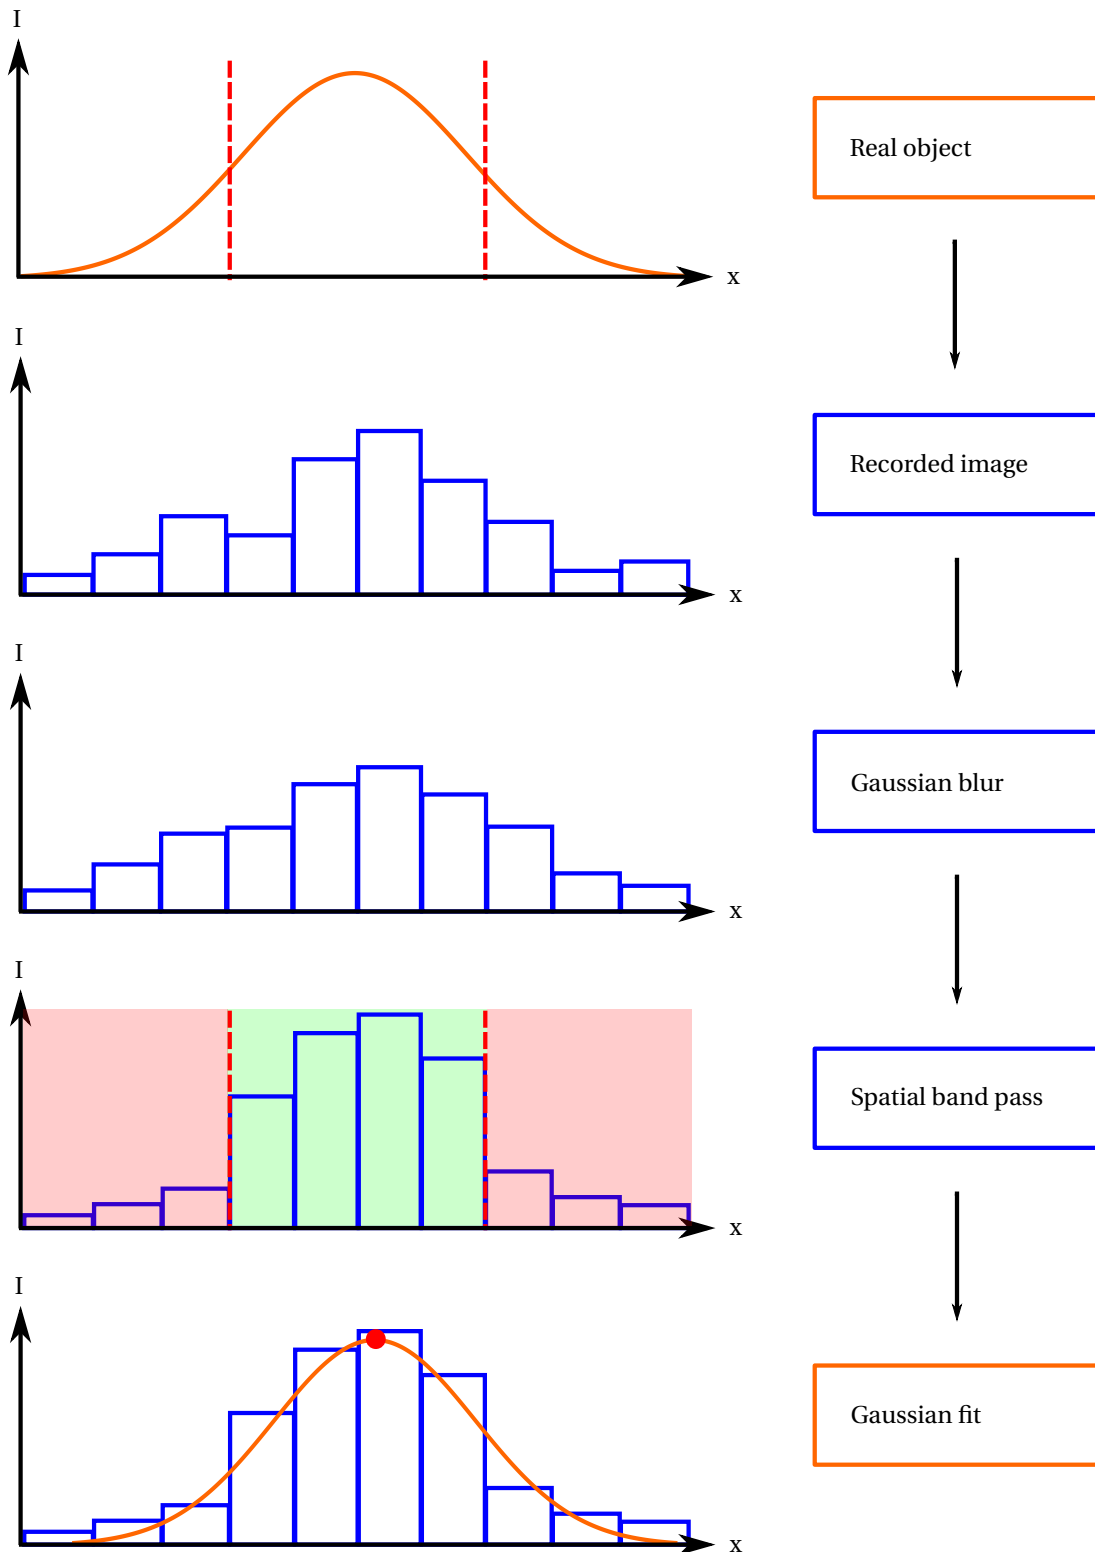 I
Real object
x
I
Recorded image
x
I
Gaussian blur
x
I
Spatial band pass
x
I
Gaussian fit
x